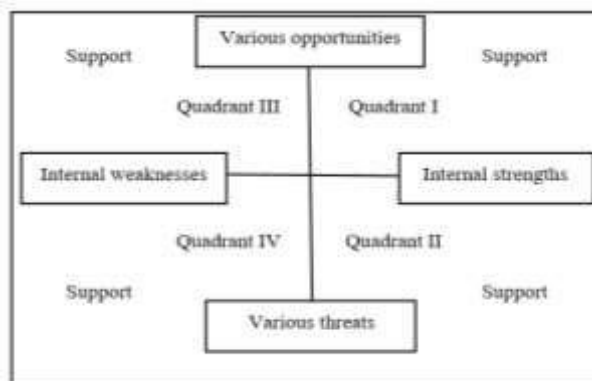 Various opportunities
Support
Support
Quadrant III
Quadrant I
Internal weaknesses
Internal strengths
Quadrant IV
Quadrant II
Support
Support
Various threats